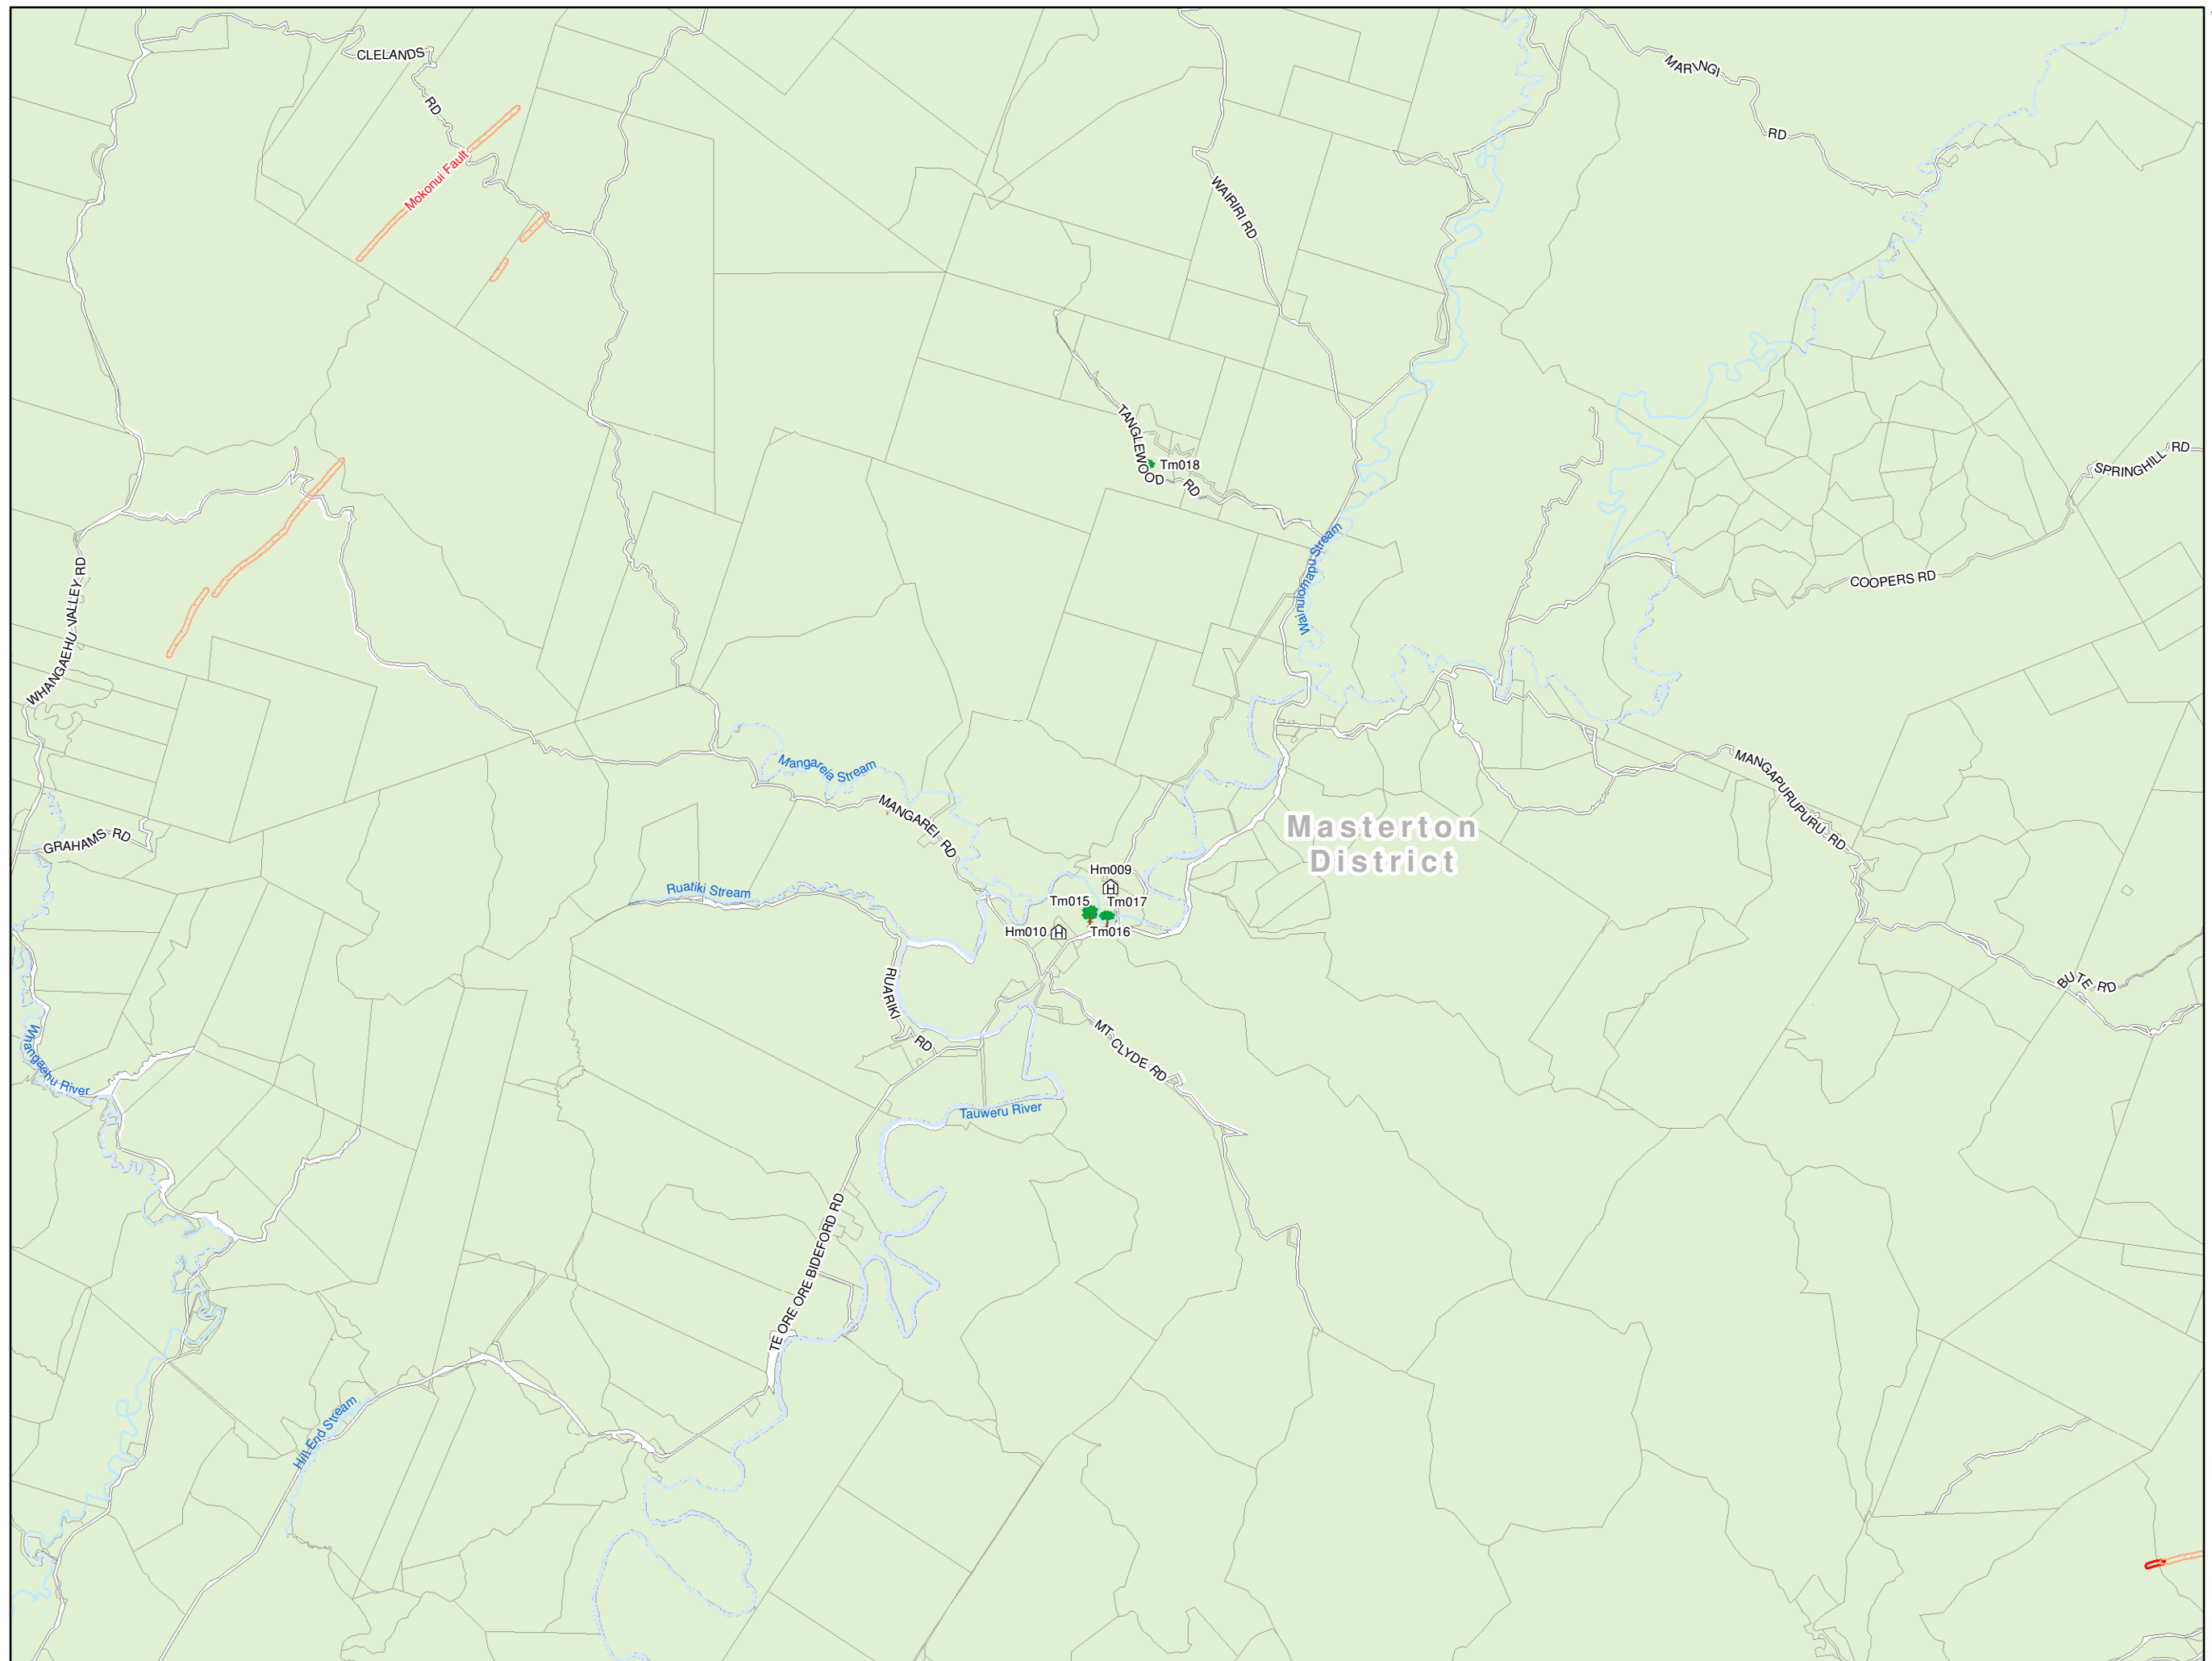 CLELANDS
RD
MARINGI
RD
Mokonui Fault
WAIRIRI RD
TANGLEWOOD RD
Tm018
SPRINGHILL RD
Wainuiomapu Stream
COOPERS RD
WHANGAEHU VALLEY RD
Mangareia Stream
MANGAREI RD
MANGAPURUPURU RD
Masterton
District
GRAHAMS RD
Hm009
Ruatiki Stream
Tm015
Tm017
Hm010
Tm016
RUARIKI RD
BUTE RD
Whangaehu River
MT CLYDE RD
Tauweru River
TE ORE ORE BIDEFORD RD
Hill End Stream